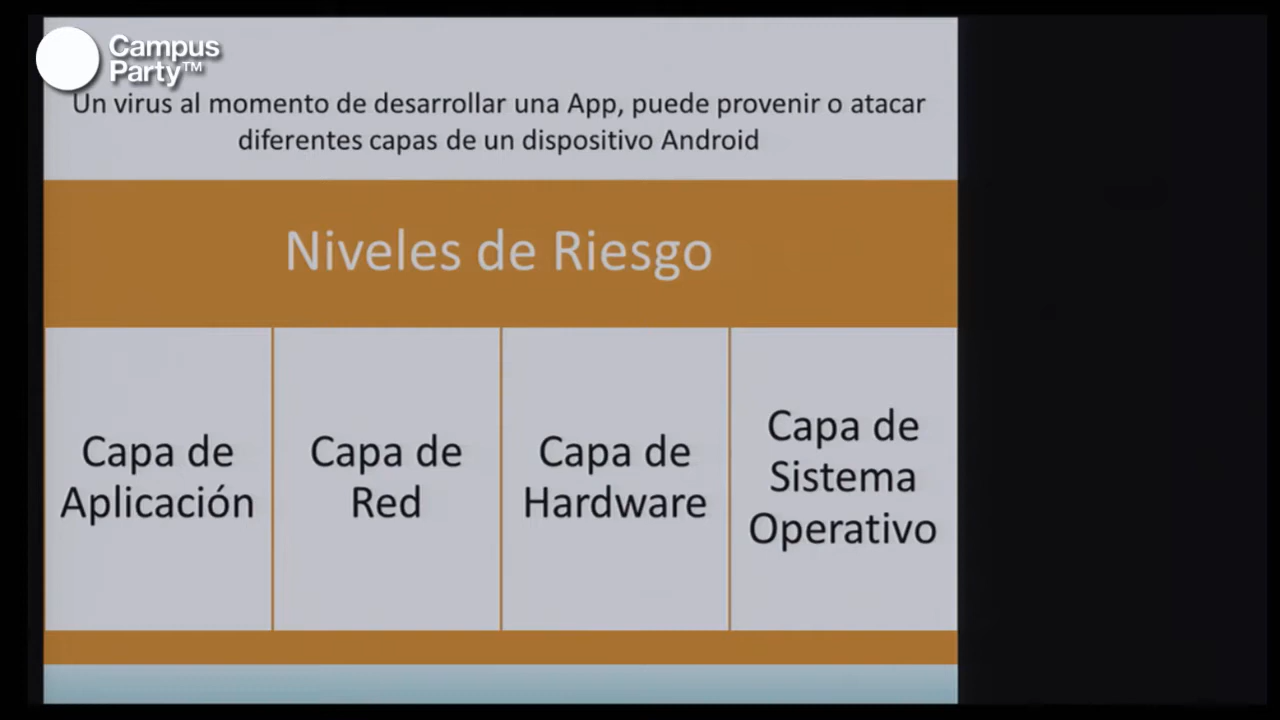 Campus
Party™
Un virus al momento de desarrollar una App, puede provenir o atacar
diferentes capas de un dispositivo Android
Niveles de Riesgo
Capa de
Aplicación
Capa de
Red
Capa de
Hardware
Capa de
Sistema
Operativo